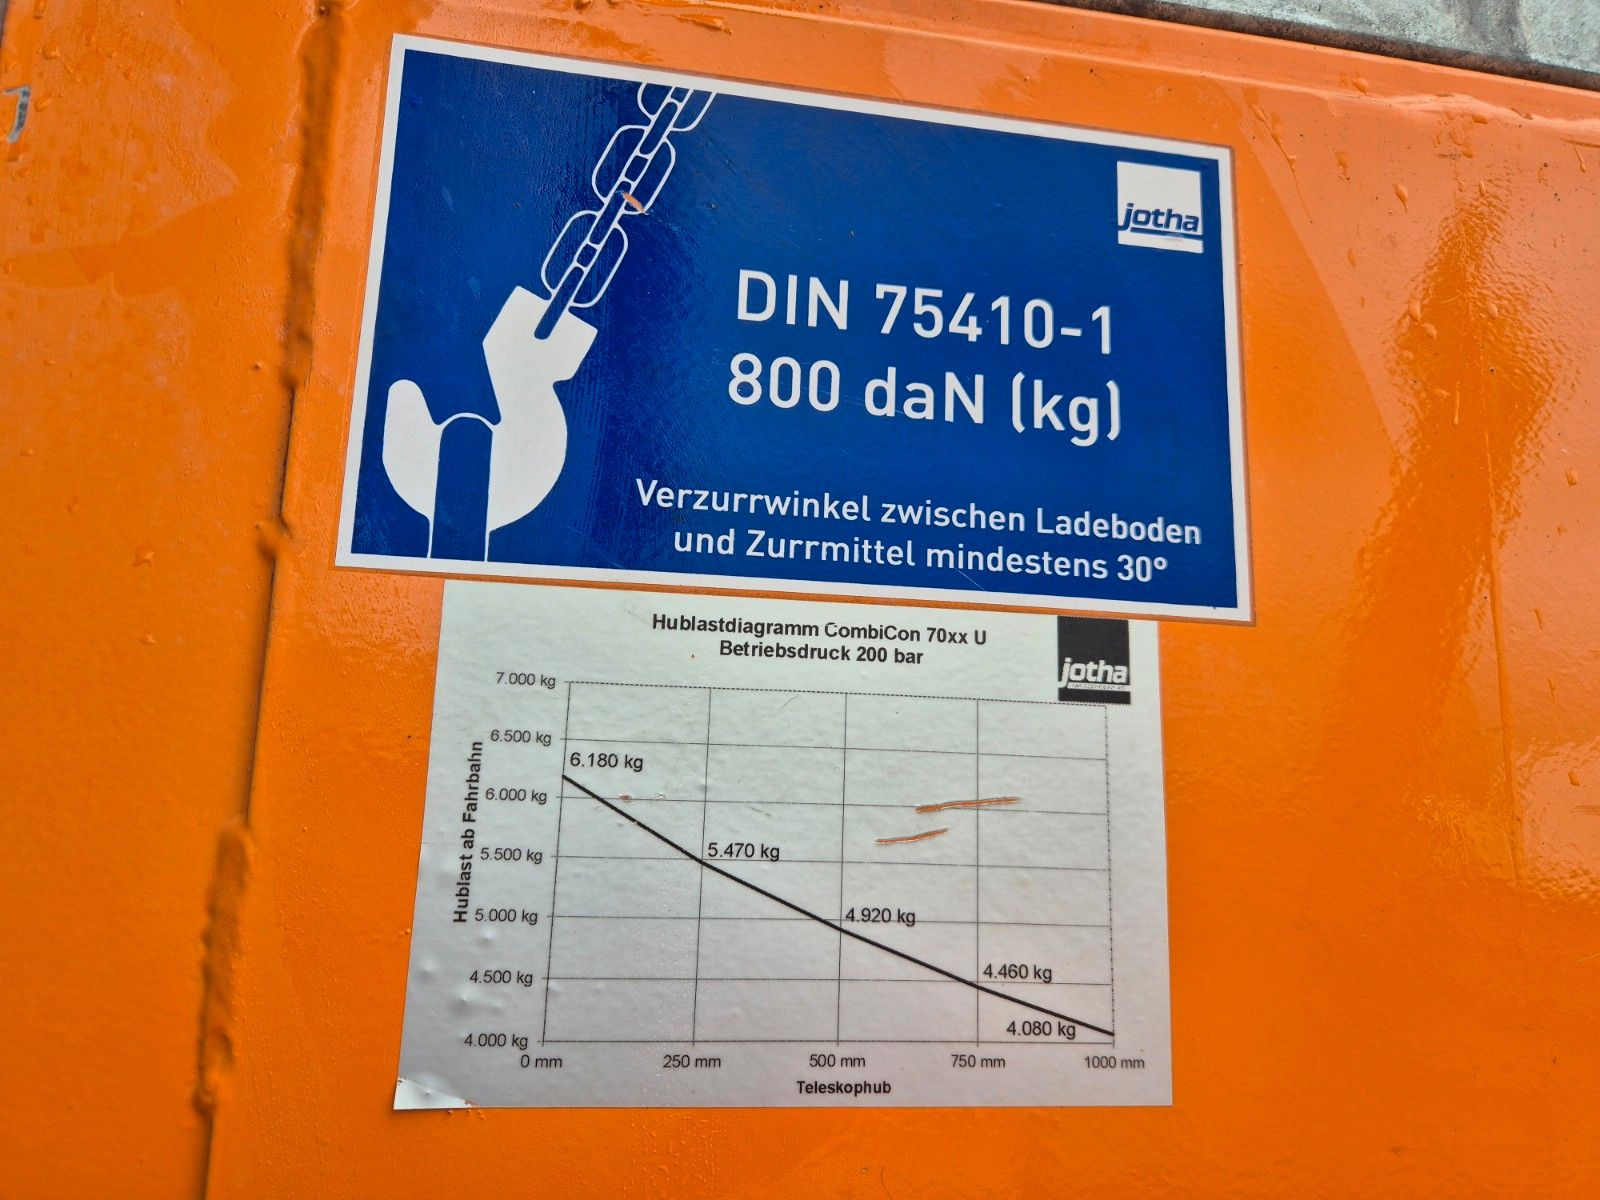 jotha
DIN 75410-1
800 daN (kg)
Verzurrwinkel zwischen Ladeboden
und Zurrmittel mindestens 30°
Hublastdiagramm CombiCon 70xx U
Betriebsdruck 200 bar
jotha
Hublast ab Fahrbahn
7.000 kg
6.500 kg
6.000 kg
5.500 kg
5.000 kg
4.500 kg
4.000 kg
6.180 kg
5.470 kg
4.920 kg
4.460 kg
4.080 kg
0 mm 250 mm 500 mm 750 mm 1000 mm
Teleskophub